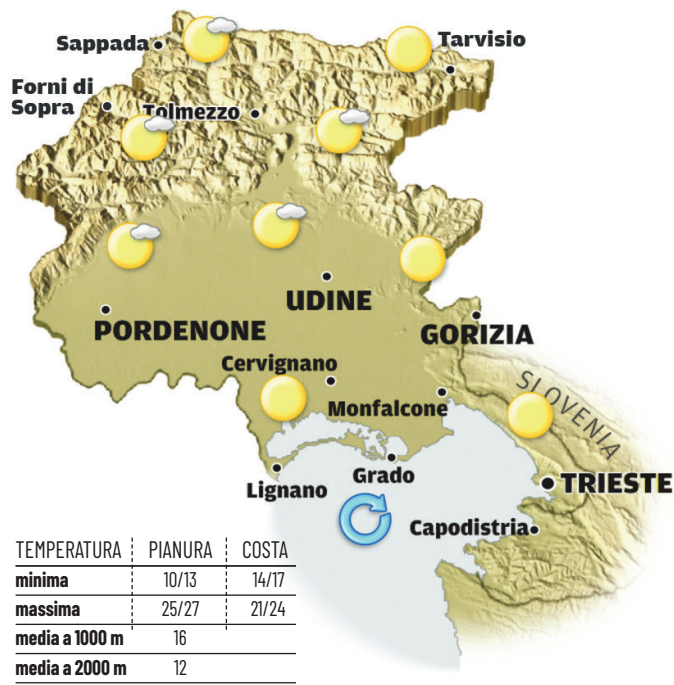 Sappada
Tarvisio
Forni di
Sopra
Tolmezzo
UDINE
PORDENONE
GORIZIA
Cervignano
SLOVENIA
Monfalcone
Grado
TRIESTE
Lignano
Capodistria
TEMPERATURA PIANURA COSTA
minima 10/13 14/17
massima 25/27 21/24
media a 1000 m 16
media a 2000 m 12